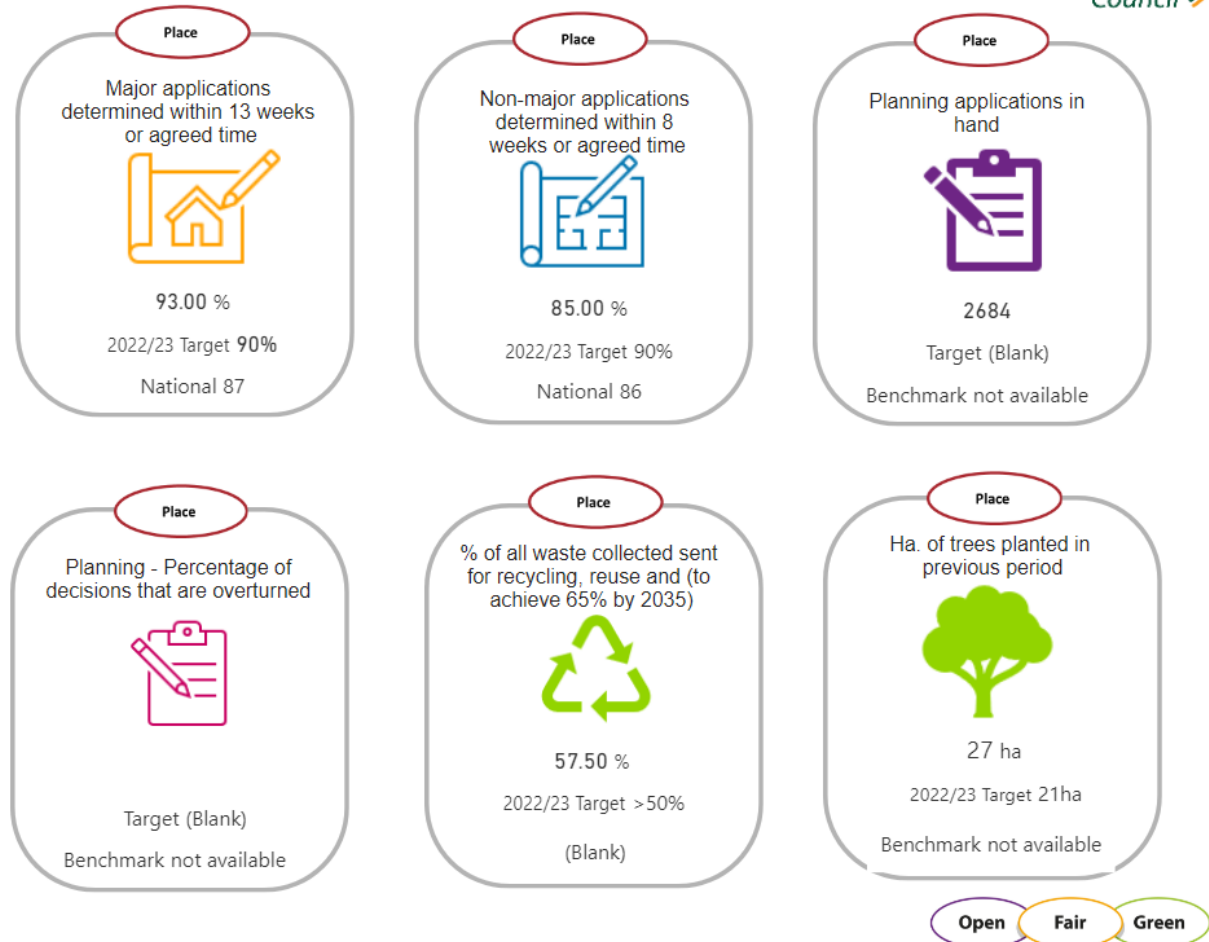 Council
Place
Major applications
determined within 13 weeks
or agreed time
93.00 %
2022/23 Target 90%
National 87
Place
Non-major applications
determined within 8
weeks or agreed time
85.00 %
2022/23 Target 90%
National 86
Place
Planning applications in
hand
2684
Target (Blank)
Benchmark not available
Place
Planning - Percentage of
decisions that are overturned
Target (Blank)
Benchmark not available
Place
% of all waste collected sent
for recycling, reuse and (to
achieve 65% by 2035)
57.50 %
2022/23 Target >50%
(Blank)
Place
Ha. of trees planted in
previous period
27 ha
2022/23 Target 21ha
Benchmark not available
Open
Fair
Green